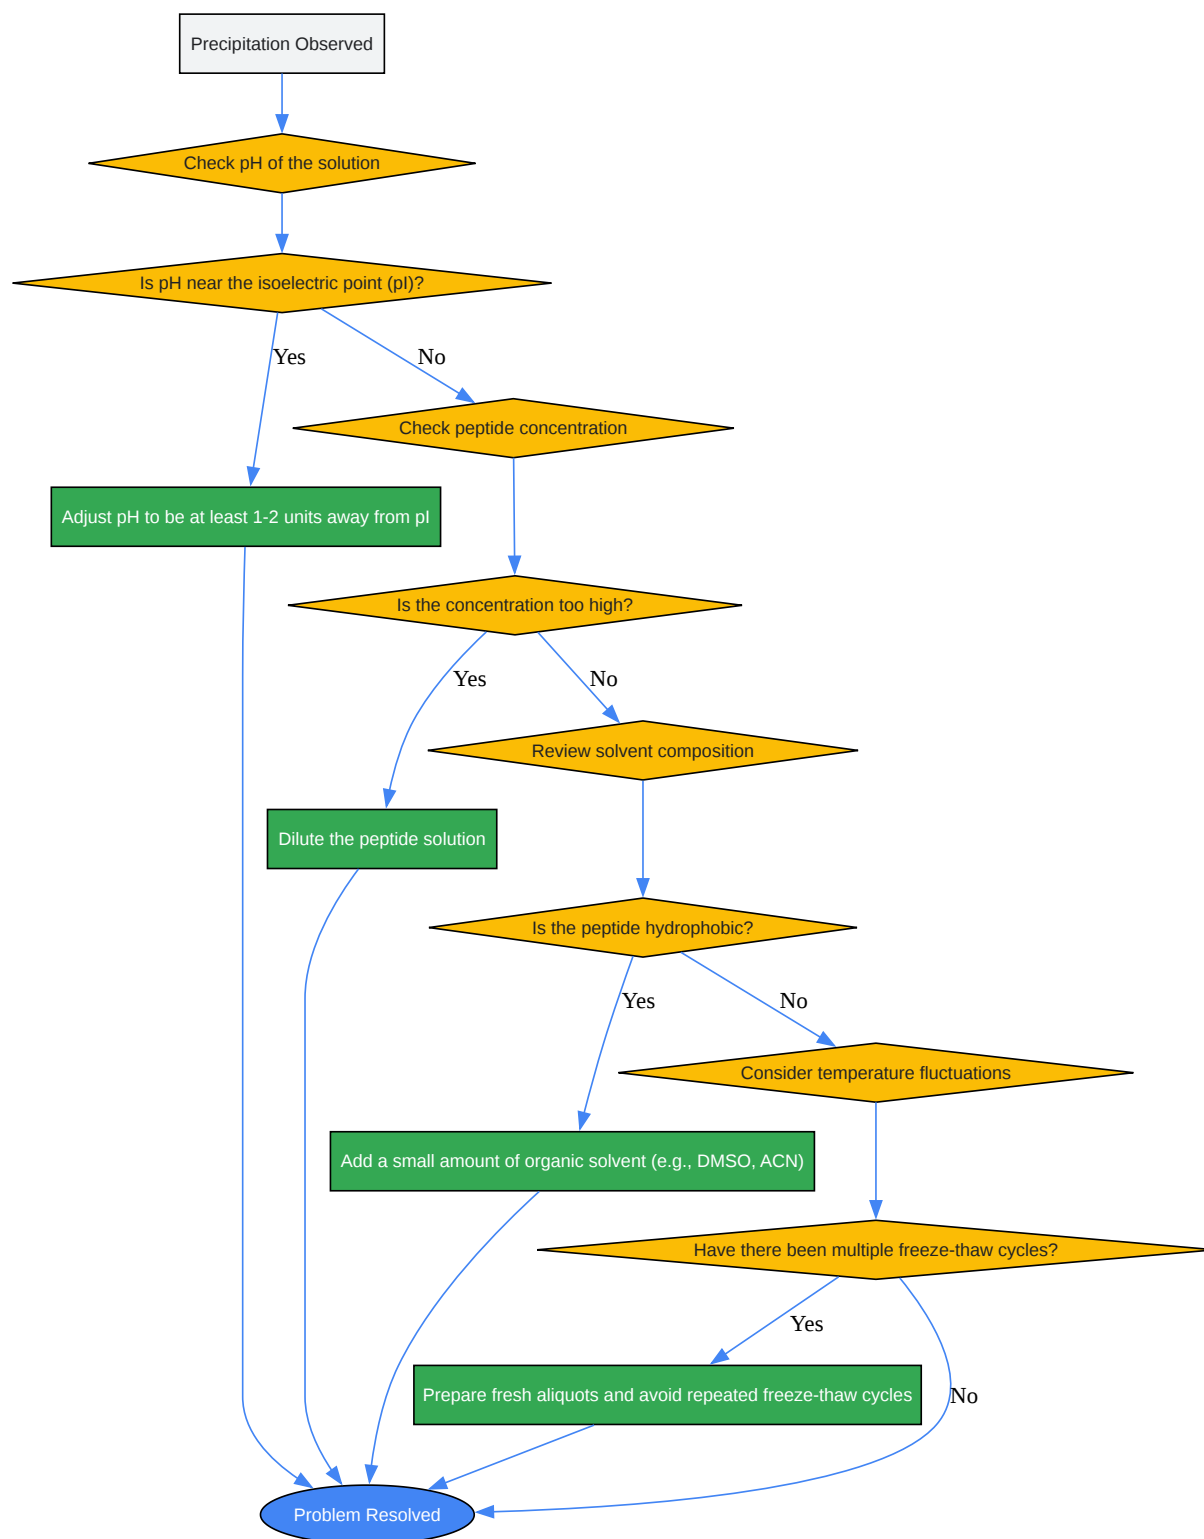 Precipitation Observed
Check pH of the solution
Is pH near the isoelectric point (pI)?
Yes
No
Check peptide concentration
Adjust pH to be at least 1-2 units away from pI
Is the concentration too high?
Yes
No
Review solvent composition
Dilute the peptide solution
Is the peptide hydrophobic?
Yes
No
Consider temperature fluctuations
Add a small amount of organic solvent (e.g., DMSO, ACN)
Have there been multiple freeze-thaw cycles?
Yes
Prepare fresh aliquots and avoid repeated freeze-thaw cycles
No
Problem Resolved